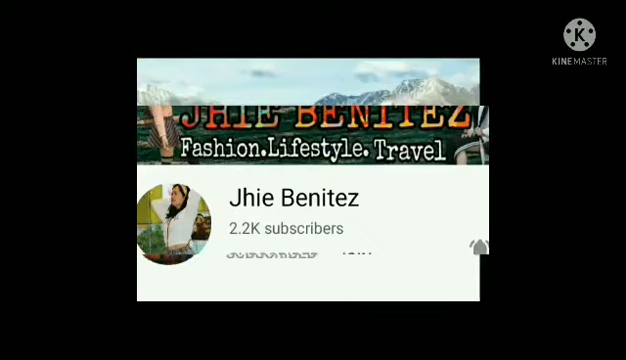 KINEMASTER
JHIE BENITEZ
Fashion.Lifestyle.Travel
Jhie Benitez
2.2K subscribers